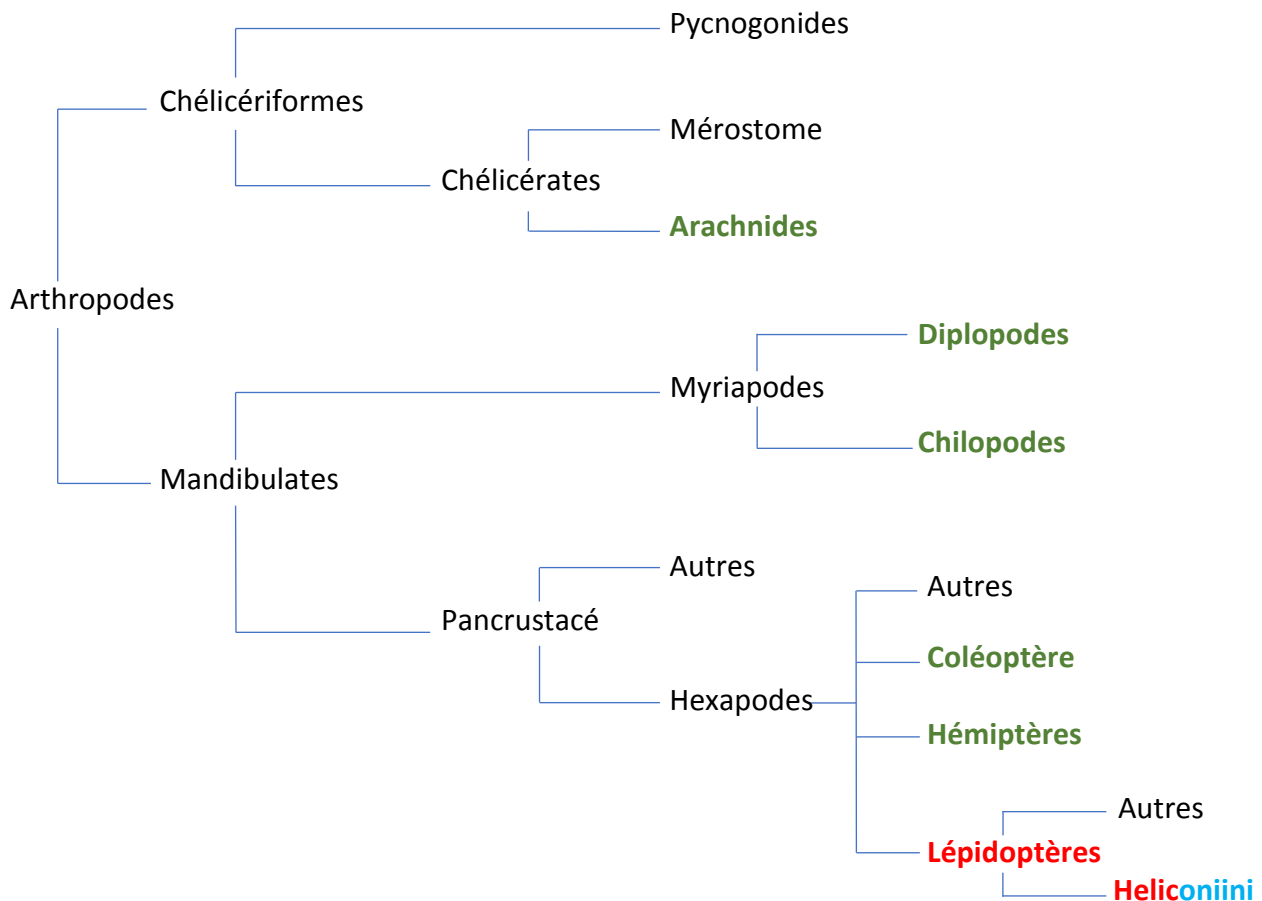 Pycnogonides
Chélicériformes
Mérostome
Chélicérates
Arachnides
Arthropodes
Diplopodes
Myriapodes
Chilopodes
Mandibulates
Autres
Autres
Pancrustacé
Coléoptère
Hexapodes
Hémiptères
Autres
Lépidoptères
Heliconiini